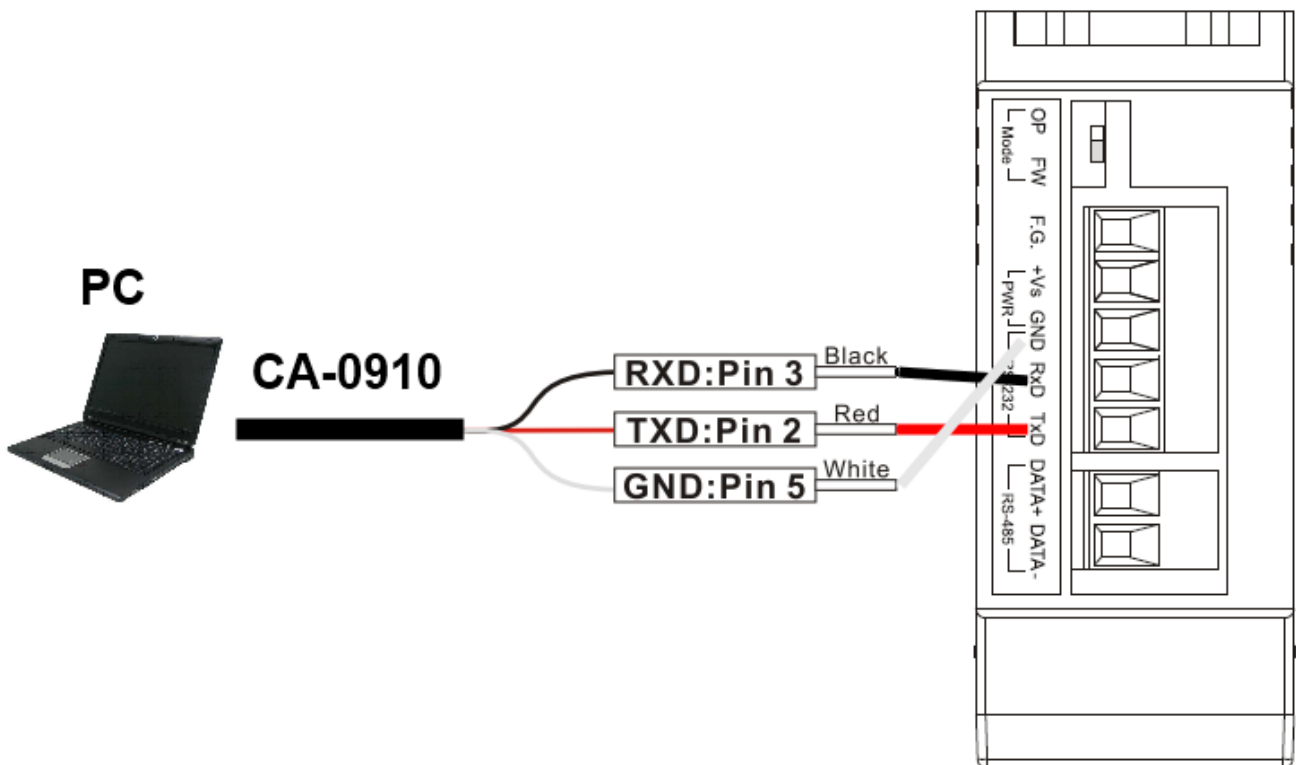 PC
CA-0910
RXD:Pin 3
Black
TXD:Pin 2
Red
GND:Pin 5
White
OP FW
Mode
F.G.
+Vs GND
PWR
RxD TxD
232
DATA+ DATA-
RS-485